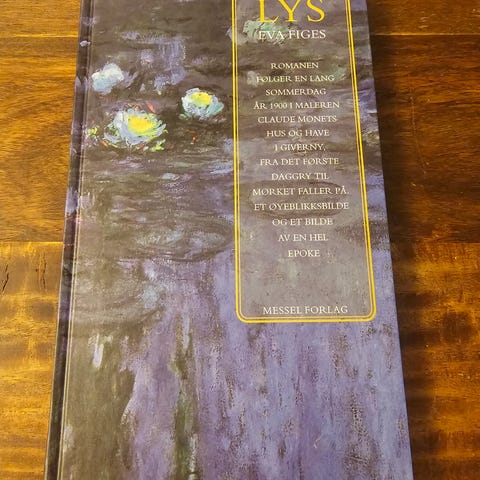 LYS
EVA FIGES
ROMANEN
FØLGER EN LANG
SOMMERDAG
ÅR 1900 I MALEREN
CLAUDE MONETS
HUS OG HAVE
I GIVERNY,
FRA DET FØRSTE
DAGGRY TIL
MØRKET FALLER PÅ.
ET ØYEBLIKKSBILDE
OG ET BILDE
AV EN HEL
EPOKE
MESSEL FORLAG